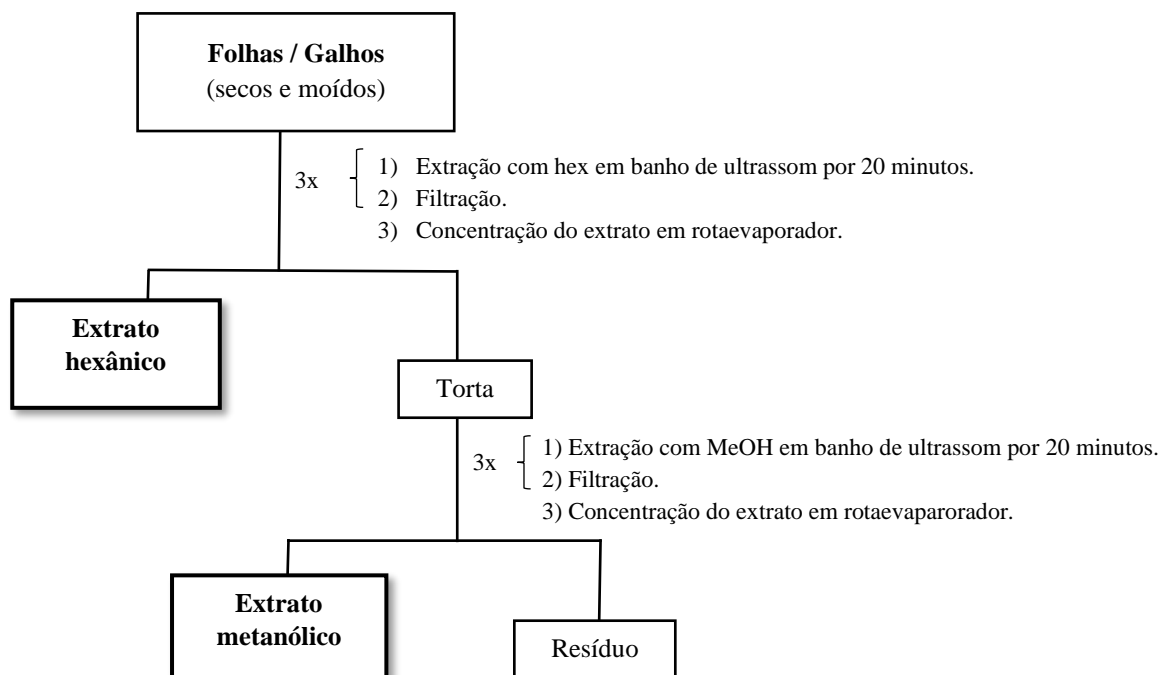 Folhas / Galhos
(secos e moídos)
3x
1) Extração com hex em banho de ultrassom por 20 minutos.
2) Filtração.
3) Concentração do extrato em rotaevaporador.
Extrato
hexânico
Torta
3x
1) Extração com MeOH em banho de ultrassom por 20 minutos.
2) Filtração.
3) Concentração do extrato em rotaevaparorador.
Extrato
metanólico
Resíduo